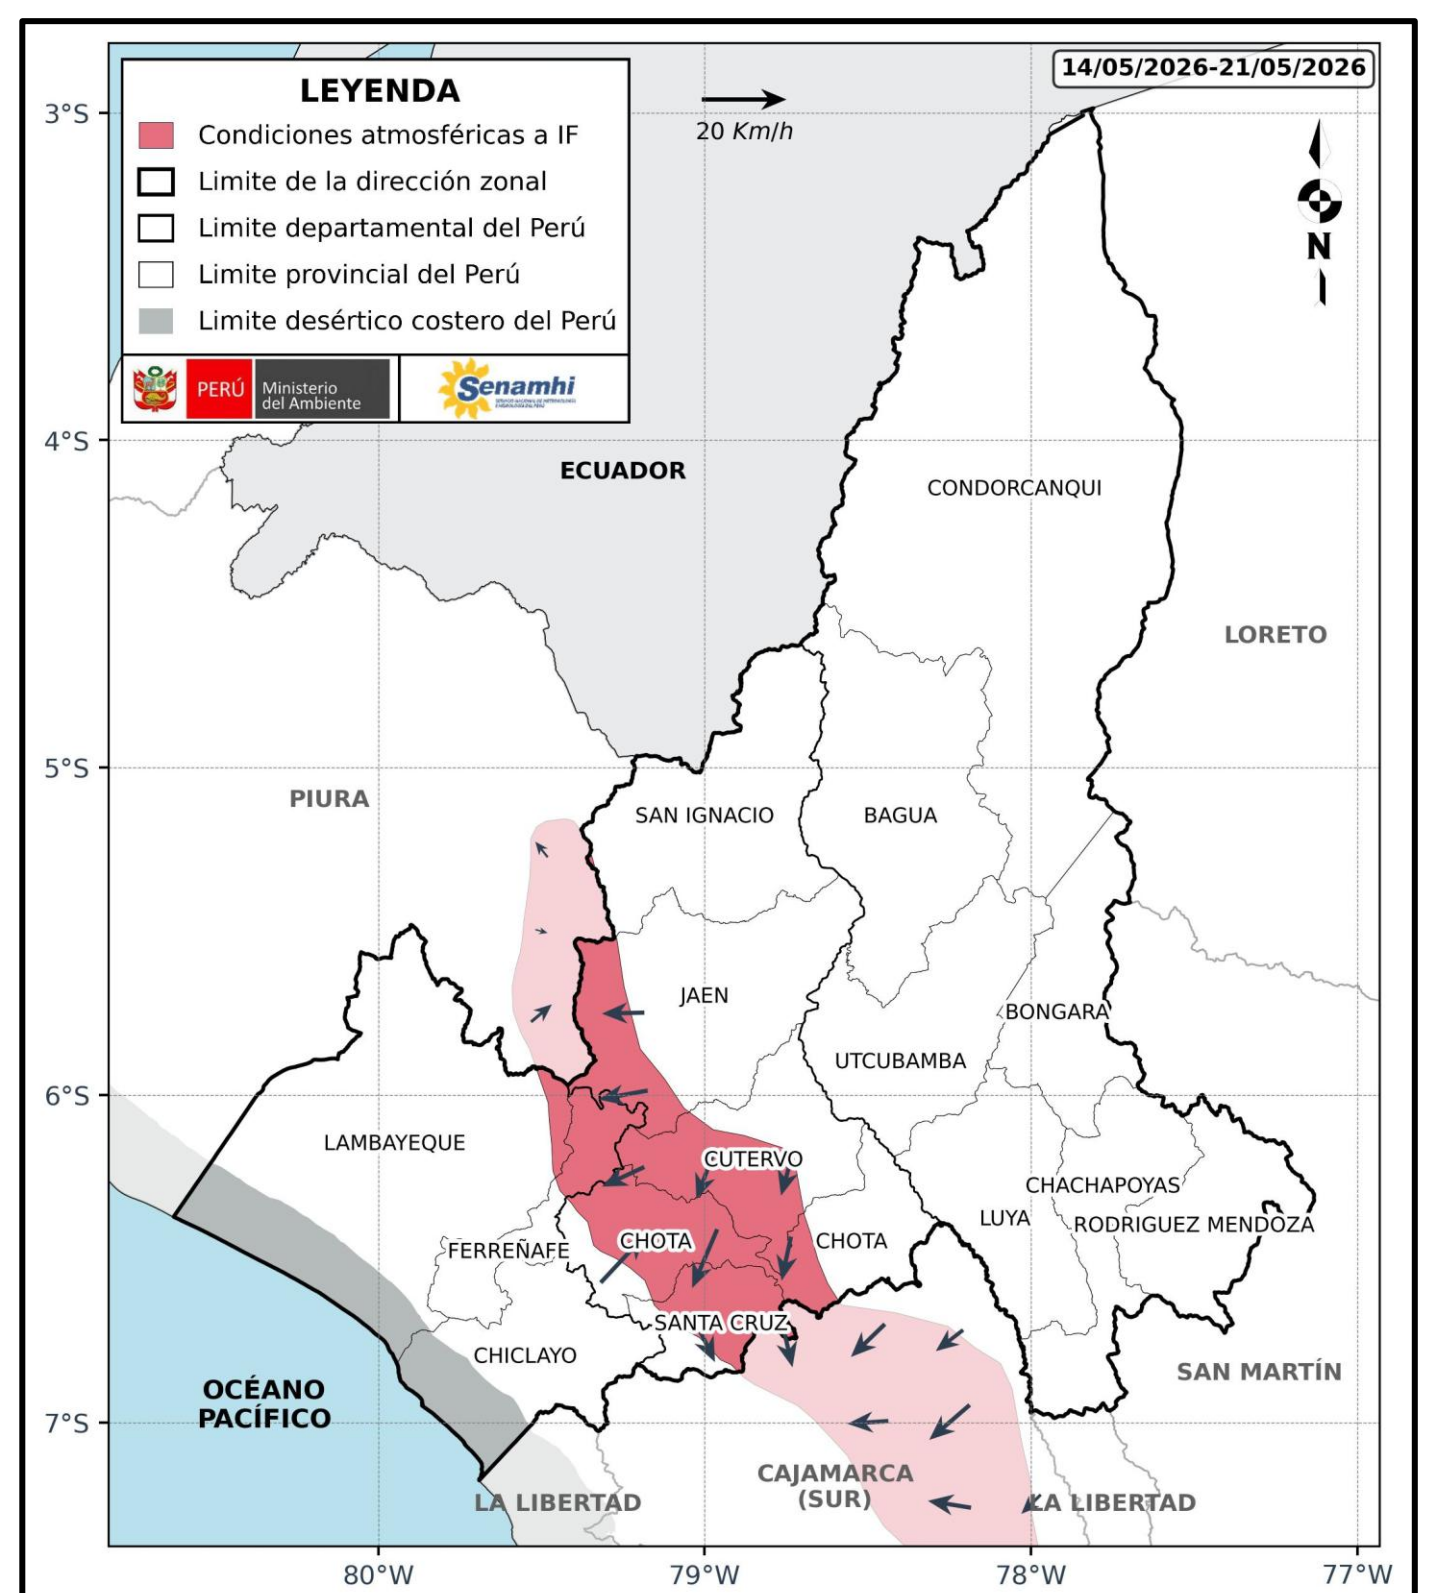 14/05/2026-21/05/2026
LEYENDA
Condiciones atmosféricas a IF
Limite de la dirección zonal
Limite departamental del Perú
Limite provincial del Perú
Limite desértico costero del Perú
PERÚ
Ministerio
del Ambiente
Senamhi
20 Km/h
N
3°S
4°S
5°S
6°S
7°S
ECUADOR
CONDORCANQUI
LORETO
PIURA
SAN IGNACIO
BAGUA
JAEN
BONGARA
UTCUBAMBA
LAMBAYEQUE
CUTERVO
CHACHAPOYAS
LUYA
RODRIGUEZ MENDOZA
FERREÑAFE
CHOTA
CHOTA
SANTA CRUZ
CHICLAYO
SAN MARTÍN
OCÉANO
PACÍFICO
CAJAMARCA
(SUR)
LA LIBERTAD
LA LIBERTAD
80°W
79°W
78°W
77°W